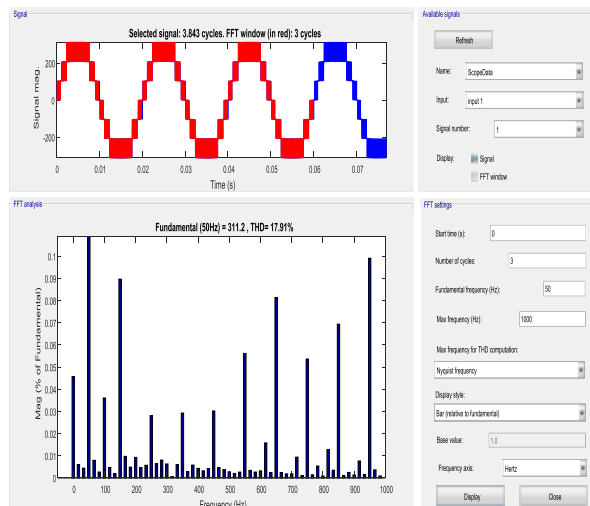 Signal
Selected signal: 3.843 cycles. FFT window (in red): 3 cycles
Signal mag.
200
0
-200
0
0.01
0.02
0.03
0.04
0.05
0.06
0.07
Time (s)
Available signals
Refresh
Name:
ScopeData
Input:
input 1
Signal number:
1
Display:
Signal
FFT window
FFT analysis
Fundamental (50Hz) = 311.2 , THD= 17.91%
Mag (% of Fundamental)
0.1
0.09
0.08
0.07
0.06
0.05
0.04
0.03
0.02
0.01
0
0
100
200
300
400
500
600
700
800
900
1000
Frequency (Hz)
FFT settings
Start time (s):
0
Number of cycles:
3
Fundamental frequency (Hz):
50
Max frequency (Hz):
1000
Max frequency for THD computation:
Nyquist frequency
Display style:
Bar (relative to fundamental)
Base value:
1.0
Frequency axis:
Hertz
Display
Close